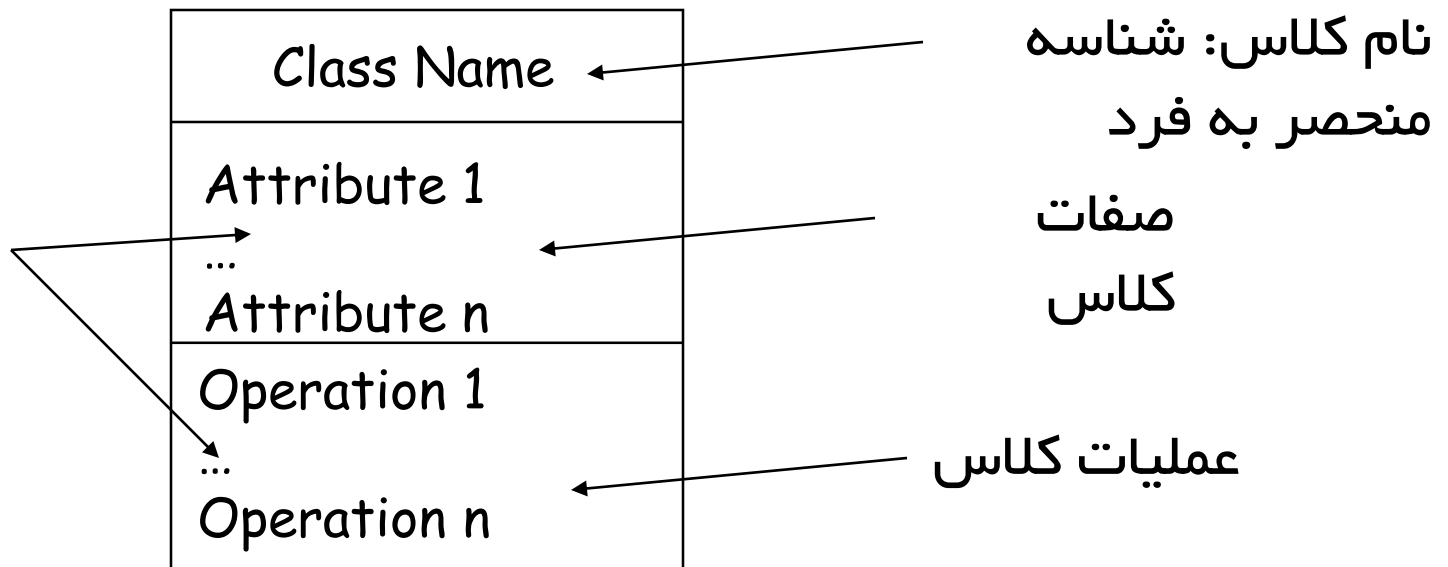 Class Name
نام کلاس: شناسه
منحصر به فرد
Attribute 1
...
Attribute n
صفات
کلاس
Operation 1
...
Operation n
عملیات کلاس